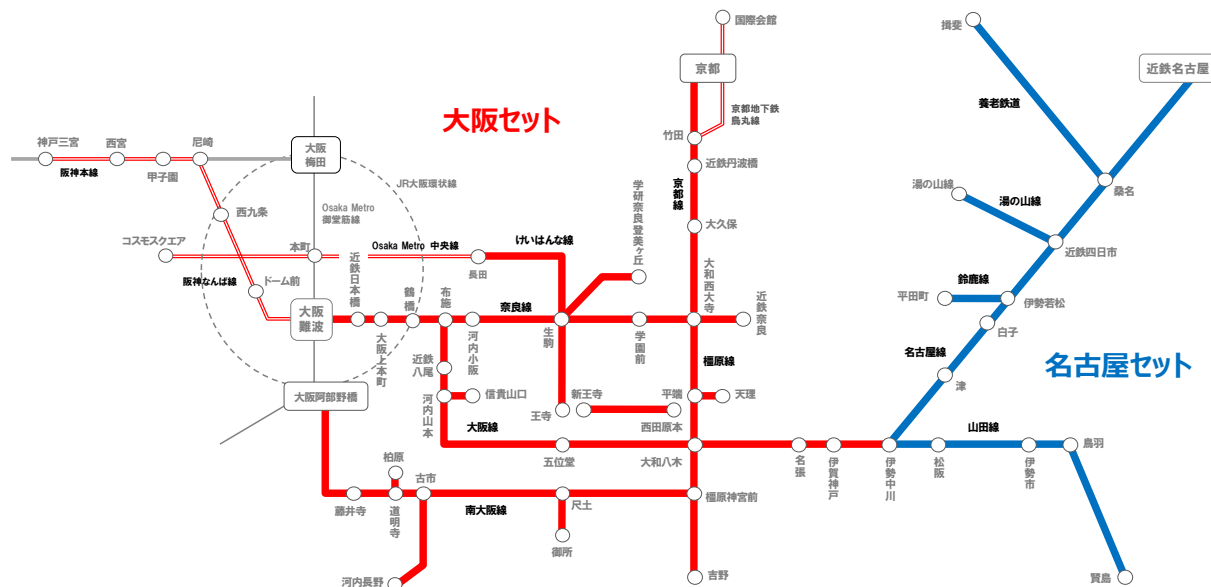 国際会館
揖斐
京都
近鉄名古屋
京都地下鉄
烏丸線
養老鉄道
大阪セット
竹田
神戸三宮
西宮
尼崎
大阪
梅田
近鉄丹波橋
阪神本線
甲子園
JR大阪環状線
学研奈良登美ヶ丘
京都線
湯の山線
湯の山線
桑名
西九条
Osaka Metro
御堂筋線
大久保
コスモスクエア
本町
Osaka Metro 中央線
けいはんな線
長田
近鉄四日市
阪神なんば線
ドーム前
近鉄日本橋
鶴橋
布施
大和西大寺
鈴鹿線
平田町
伊勢若松
大阪
難波
奈良線
近鉄奈良
大阪上本町
河内小阪
生駒
学園前
白子
近鉄
八尾
橿原線
名古屋線
名古屋セット
大阪阿部野橋
河内山本
信貴山口
王寺
新王寺
平端
天理
津
西田原本
大阪線
山田線
五位堂
大和八木
名張
伊賀神戸
伊勢中川
松阪
伊勢市
鳥羽
柏原
古市
藤井寺
道明寺
南大阪線
尺土
橿原神宮前
御所
河内長野
吉野
賢島